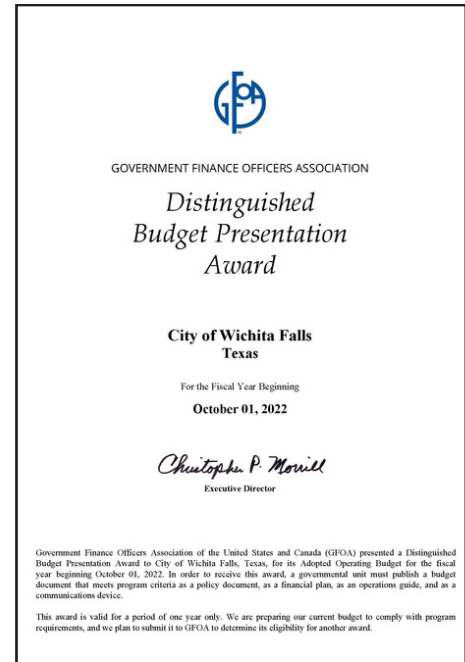 GFOA
GOVERNMENT FINANCE OFFICERS ASSOCIATION
Distinguished
Budget Presentation
Award
City of Wichita Falls
Texas
For the Fiscal Year Beginning
October 01, 2022
Christopher P. Morrill
Executive Director
Government Finance Officers Association of the United States and Canada (GFOA) presented a Distinguished
Budget Presentation Award to City of Wichita Falls, Texas, for its Adopted Operating Budget for the fiscal
year beginning October 01, 2022. In order to receive this award, a governmental unit must publish a budget
document that meets program criteria as a policy document, as a financial plan, as an operations guide, and as a
communications device.
This award is valid for a period of one year only. We are preparing our current budget to comply with program
requirements, and we plan to submit it to GFOA to determine its eligibility for another award.